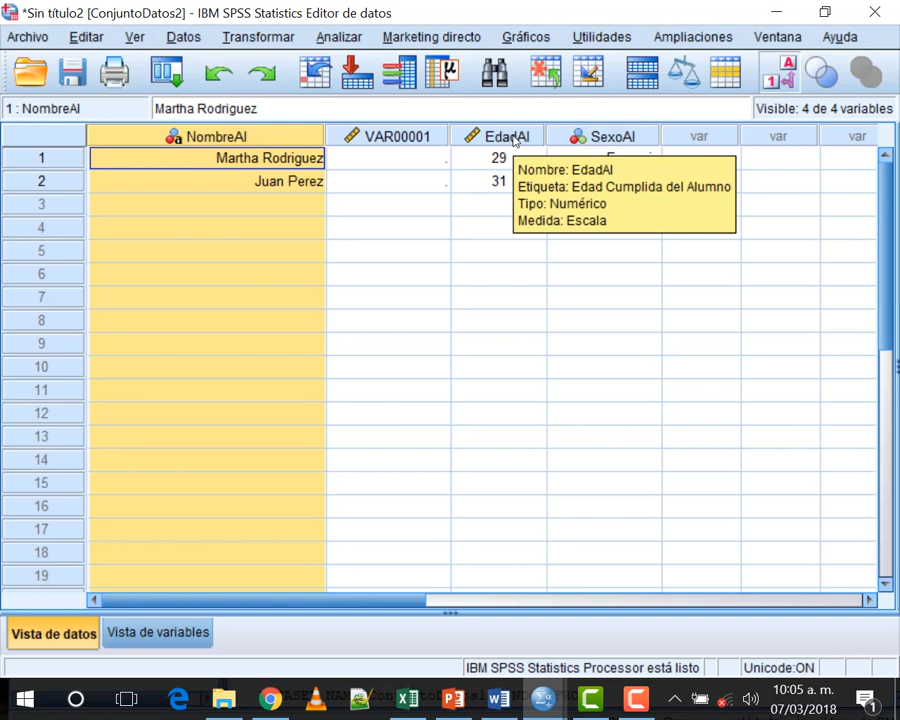 *Sin título2 [ConjuntoDatos2] - IBM SPSS Statistics Editor de datos
Archivo Editar Ver Datos Transformar Analizar Marketing directo Gráficos Utilidades Ampliaciones Ventana Ayuda
1 : NombreAl Martha Rodriguez Visible: 4 de 4 variables
NombreAl VAR00001 EdadAl SexoAl var var var
1 Martha Rodriguez . 29
2 Juan Perez . 31
Nombre: EdadAl
Etiqueta: Edad Cumplida del Alumno
Tipo: Numérico
Medida: Escala
3
4
5
6
7
8
9
10
11
12
13
14
15
16
17
18
19
Vista de datos Vista de variables
IBM SPSS Statistics Processor está listo Unicode:ON
10:05 a. m.
07/03/2018
1